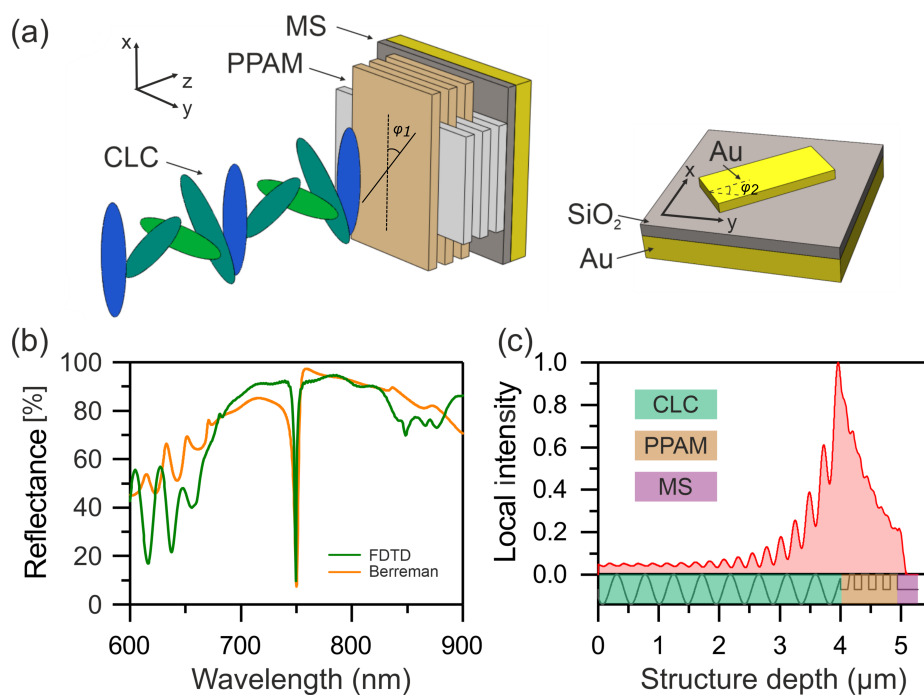 (a)
x
z
y
CLC
PPAM
MS
φ1
Au
x
φ2
y
SiO₂
Au
(b)
Reflectance [%]
100
80
60
40
20
0
FDTD
Berreman
600
700
800
900
Wavelength (nm)
(c)
Local intensity
1.0
0.8
0.6
0.4
0.2
0.0
CLC
PPAM
MS
0
1
2
3
4
5
Structure depth (μm)